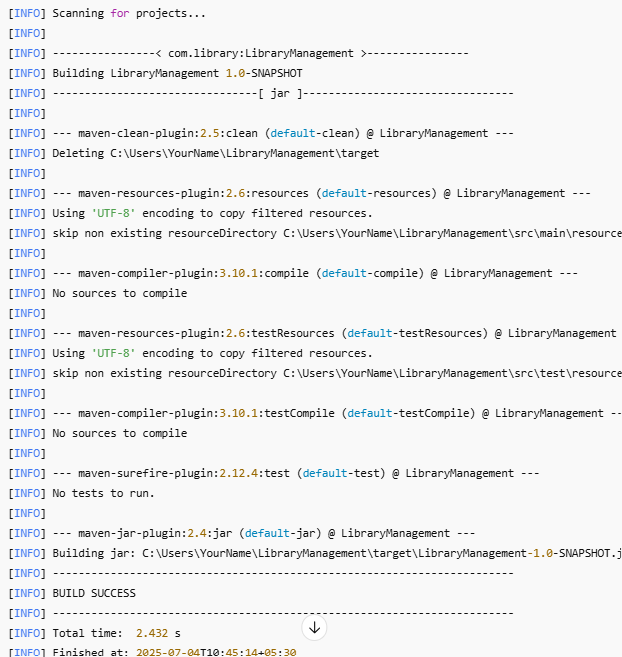 [INFO] Scanning for projects...
[INFO]
[INFO] ----------------< com.library:LibraryManagement >----------------
[INFO] Building LibraryManagement 1.0-SNAPSHOT
[INFO] --------------------------------[ jar ]---------------------------------
[INFO]
[INFO] --- maven-clean-plugin:2.5:clean (default-clean) @ LibraryManagement ---
[INFO] Deleting C:\Users\YourName\LibraryManagement\target
[INFO]
[INFO] --- maven-resources-plugin:2.6:resources (default-resources) @ LibraryManagement ---
[INFO] Using 'UTF-8' encoding to copy filtered resources.
[INFO] skip non existing resourceDirectory C:\Users\YourName\LibraryManagement\src\main\resource
[INFO]
[INFO] --- maven-compiler-plugin:3.10.1:compile (default-compile) @ LibraryManagement ---
[INFO] No sources to compile
[INFO]
[INFO] --- maven-resources-plugin:2.6:testResources (default-testResources) @ LibraryManagement
[INFO] Using 'UTF-8' encoding to copy filtered resources.
[INFO] skip non existing resourceDirectory C:\Users\YourName\LibraryManagement\src\test\resource
[INFO]
[INFO] --- maven-compiler-plugin:3.10.1:testCompile (default-testCompile) @ LibraryManagement --
[INFO] No sources to compile
[INFO]
[INFO] --- maven-surefire-plugin:2.12.4:test (default-test) @ LibraryManagement ---
[INFO] No tests to run.
[INFO]
[INFO] --- maven-jar-plugin:2.4:jar (default-jar) @ LibraryManagement ---
[INFO] Building jar: C:\Users\YourName\LibraryManagement\target\LibraryManagement-1.0-SNAPSHOT.j
[INFO] ------------------------------------------------------------------------
[INFO] BUILD SUCCESS
[INFO] ------------------------------------------------------------------------
[INFO] Total time:  2.432 s
[INFO] Finished at: 2025-07-04T10:45:14+05:30